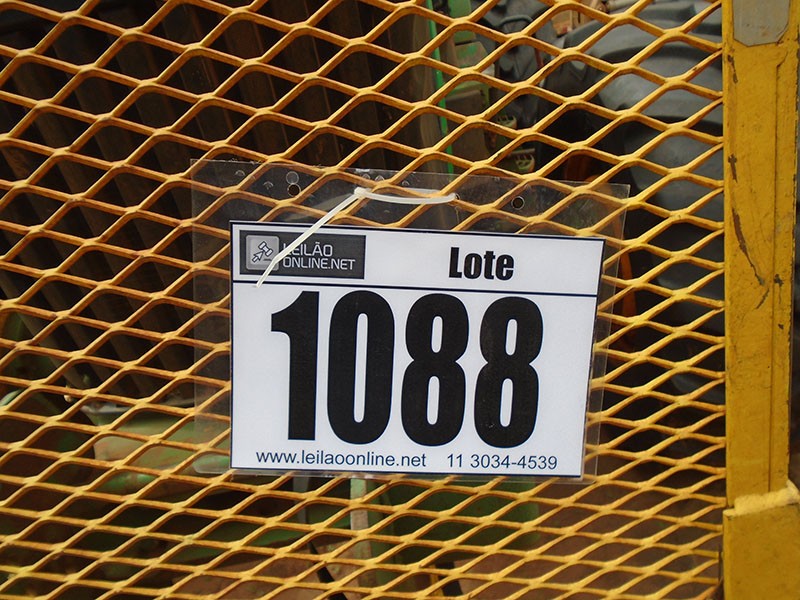 LEILÃO
ONLINE.NET
Lote
1088
www.leilaoonline.net 11 3034-4539